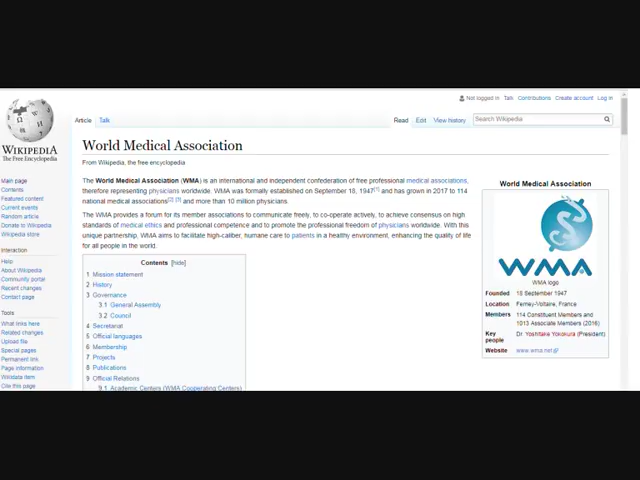 Not logged in Talk Contributions Create account Log in
Article Talk
Read Edit View history Search Wikipedia
WIKIPEDIA
The Free Encyclopedia
Main page
Contents
Featured content
Current events
Random article
Donate to Wikipedia
Wikipedia store
Interaction
Help
About Wikipedia
Community portal
Recent changes
Contact page
Tools
What links here
Related changes
Upload file
Special pages
Permanent link
Page information
Wikidata item
Cite this page
World Medical Association
From Wikipedia, the free encyclopedia
The World Medical Association (WMA) is an international and independent confederation of free professional medical associations,
therefore representing physicians worldwide. WMA was formally established on September 18, 1947[1] and has grown in 2017 to 114
national medical associations[2] [3] and more than 10 million physicians.
The WMA provides a forum for its member associations to communicate freely, to co-operate actively, to achieve consensus on high
standards of medical ethics and professional competence and to promote the professional freedom of physicians worldwide. With this
unique partnership, WMA aims to facilitate high-caliber, humane care to patients in a healthy environment, enhancing the quality of life
for all people in the world.
Contents [hide]
1 Mission statement
2 History
3 Governance
3.1 General Assembly
3.2 Council
4 Secretariat
5 Official languages
6 Membership
7 Projects
8 Publications
9 Official Relations
9.1 Academic Centers (WMA Cooperating Centers)
World Medical Association
WMA
WMA logo
Founded 18 September 1947
Location Ferney-Voltaire, France
Members 114 Constituent Members and
1013 Associate Members (2016)
Key people Dr. Yoshitake Yokokura (President)
Website www.wma.net